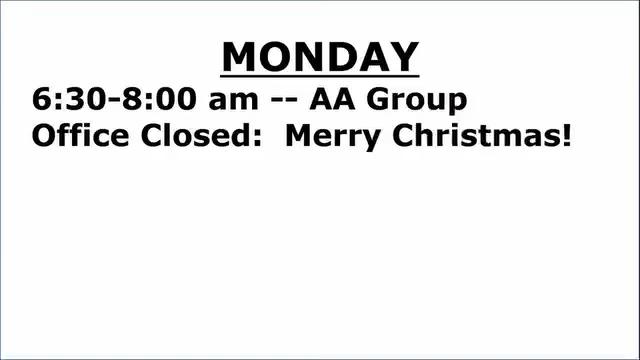 MONDAY
6:30-8:00 am -- AA Group
Office Closed:  Merry Christmas!